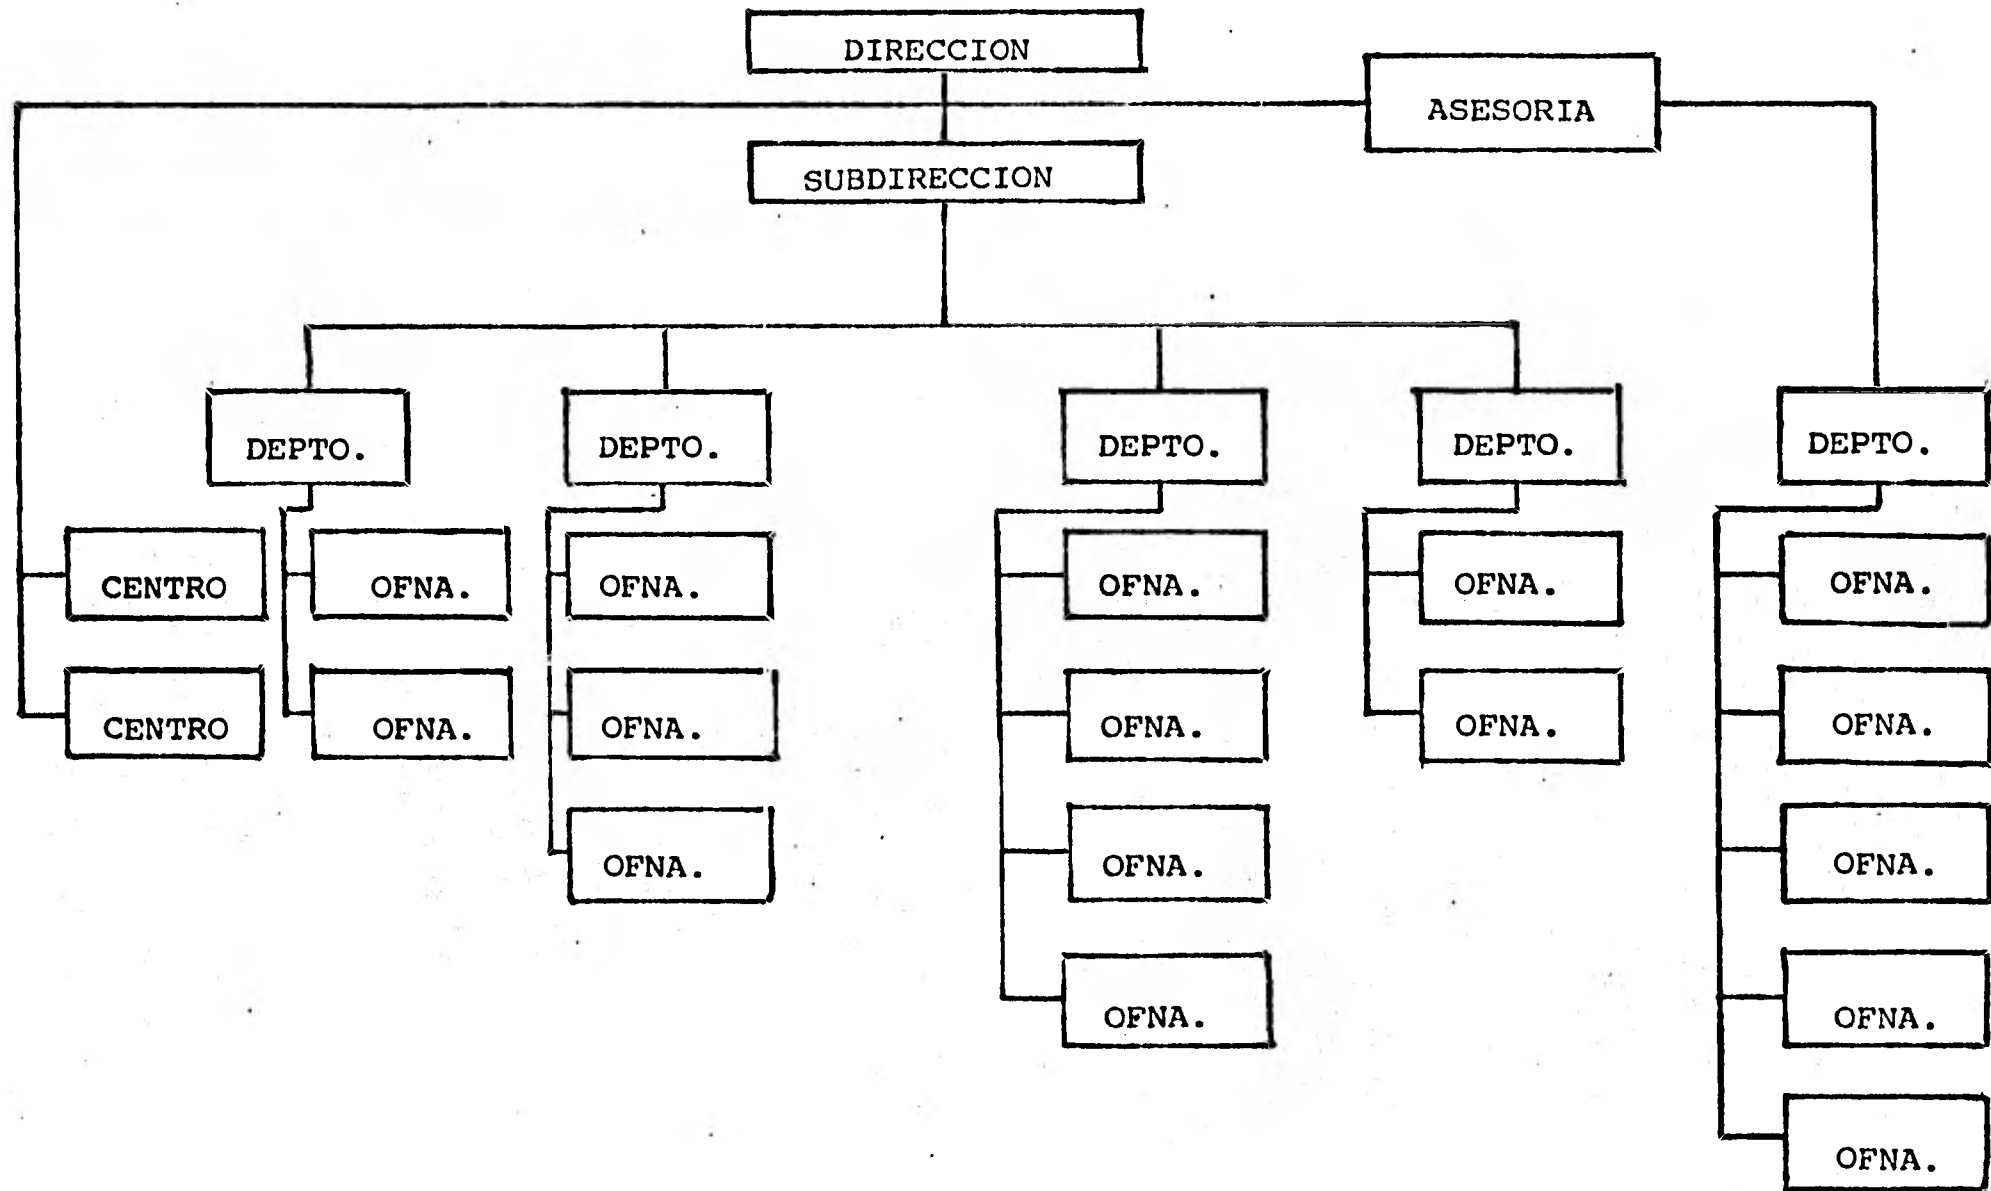 DIRECCION
ASESORIA
SUBDIRECCION
DEPTO. DEPTO. DEPTO. DEPTO. DEPTO.
CENTRO OFNA. OFNA. OFNA. OFNA. OFNA.
CENTRO OFNA. OFNA. OFNA. OFNA. OFNA.
OFNA. OFNA. OFNA.
OFNA. OFNA.
OFNA.